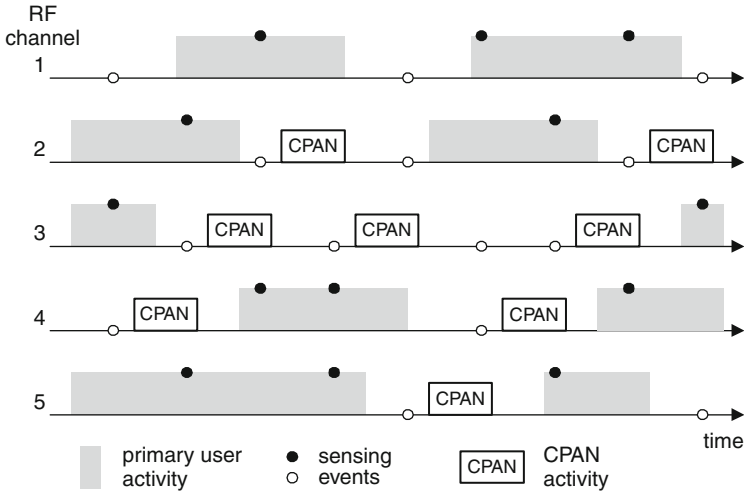 RF
channel
1
2
CPAN
CPAN
3
CPAN
CPAN
CPAN
4
CPAN
CPAN
5
CPAN
time
primary user
activity
sensing
events
CPAN
CPAN
activity